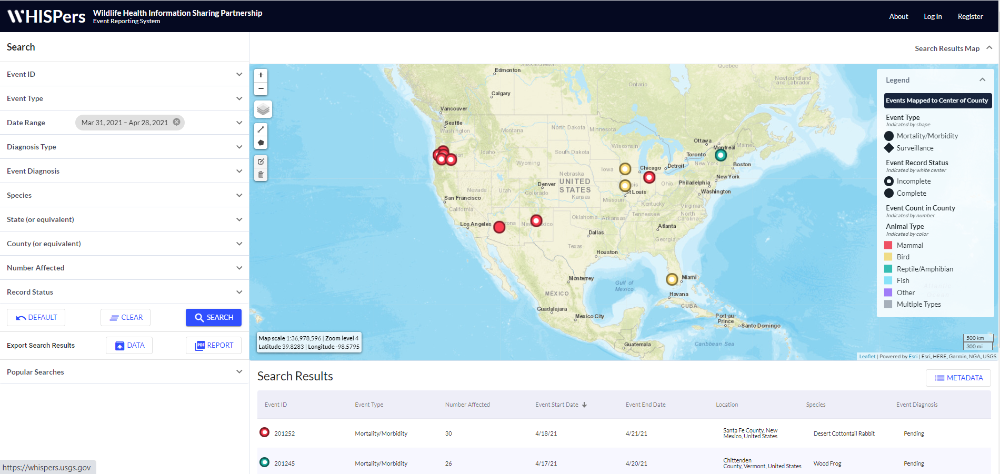 WHISPers
Wildlife Health Information Sharing Partnership
Event Reporting System
About
Log In
Register
Search
Search Results Map
Event ID
Event Type
Date Range
Mar 31, 2021 – Apr 28, 2021
Diagnosis Type
Event Diagnosis
Species
State (or equivalent)
County (or equivalent)
Number Affected
Record Status
DEFAULT
CLEAR
SEARCH
Export Search Results
DATA
REPORT
Popular Searches
https://whispers.usgs.gov
+
−
Saskatchewan
Quebec
Edmonton
Newfoundland
and Labrador
Ontario
Calgary
Vancouver
Seattle
Washington
Montana
North Dakota
Minnesota
Ottawa
Montreal
Maine
Wisconsin
Idaho
South Dakota
Toronto
Wyoming
Iowa
Chicago
Detroit
New York
Boston
Nebraska
UNITED
STATES
Denver
Ohio
Philadelphia
New York
Nevada
Utah
Colorado
Kansas
Missouri
St Louis
Washington
San Francisco
California
Kentucky
Virginia
Tennessee
North
Carolina
Oklahoma
Arkansas
Los Angeles
Atlanta
Dallas
Georgia
Texas
Houston
Monterrey
Miami
Gulf of
Mexico
MÉXICO
Havana
Guadalajara
CUBA
Mexico City
Port-au-
Prince
Santo Domingo
Guatemala
Caribbean Sea
Map scale 1:36,978,596 | Zoom level 4
Latitude 39.8283 | Longitude -98.5795
Legend
Events Mapped to Center of County
Event Type
Indicated by shape
Mortality/Morbidity
Surveillance
Event Record Status
Indicated by white center
Incomplete
Complete
Event Count in County
Indicated by number
Animal Type
Indicated by color
Mammal
Bird
Reptile/Amphibian
Fish
Other
Multiple Types
500 km
300 mi
Leaflet | Powered by Esri | Esri, HERE, Garmin, NGA, USGS
Search Results
METADATA
Event ID Event Type Number Affected Event Start Date Event End Date Location Species Event Diagnosis
201252 Mortality/Morbidity 30 4/18/21 4/21/21 Santa Fe County, New
Mexico, United States Desert Cottontail Rabbit Pending
201245 Mortality/Morbidity 26 4/17/21 4/20/21 Chittenden
County, Vermont, United States Wood Frog Pending